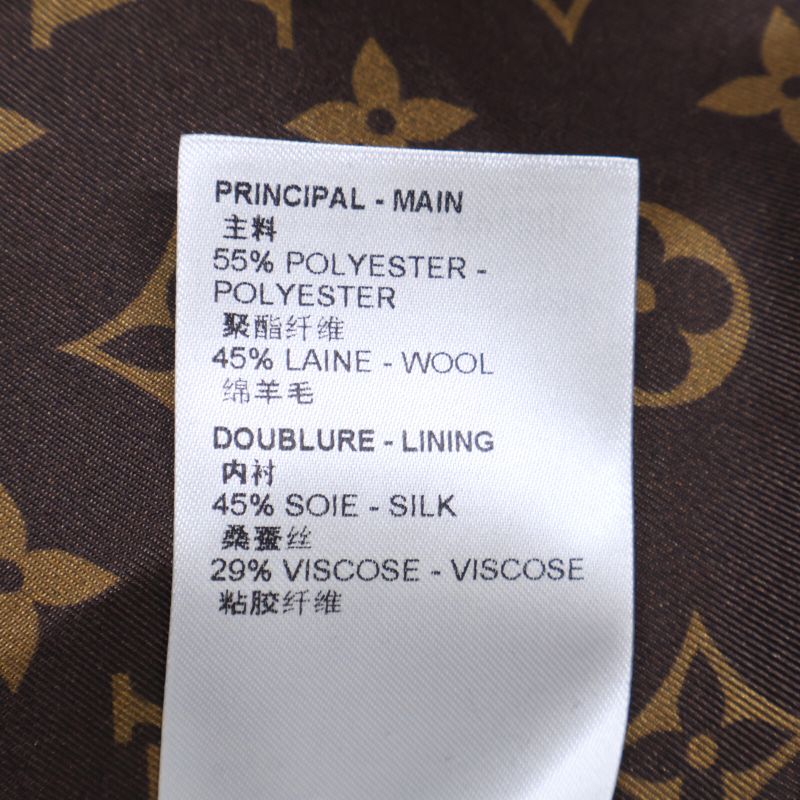 PRINCIPAL - MAIN
主料
55% POLYESTER -
POLYESTER
聚酯纤维
45% LAINE - WOOL
绵羊毛
DOUBLURE - LINING
内衬
45% SOIE - SILK
桑蚕丝
29% VISCOSE - VISCOSE
粘胶纤维